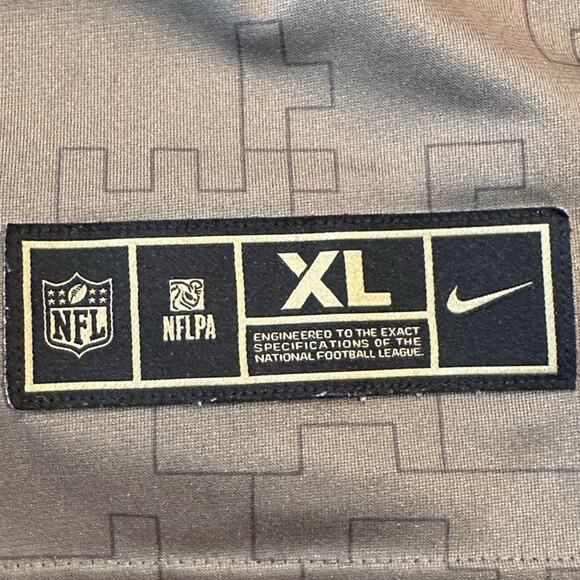 NFL
NFLPA
XL
ENGINEERED TO THE EXACT
SPECIFICATIONS OF THE
NATIONAL FOOTBALL LEAGUE.